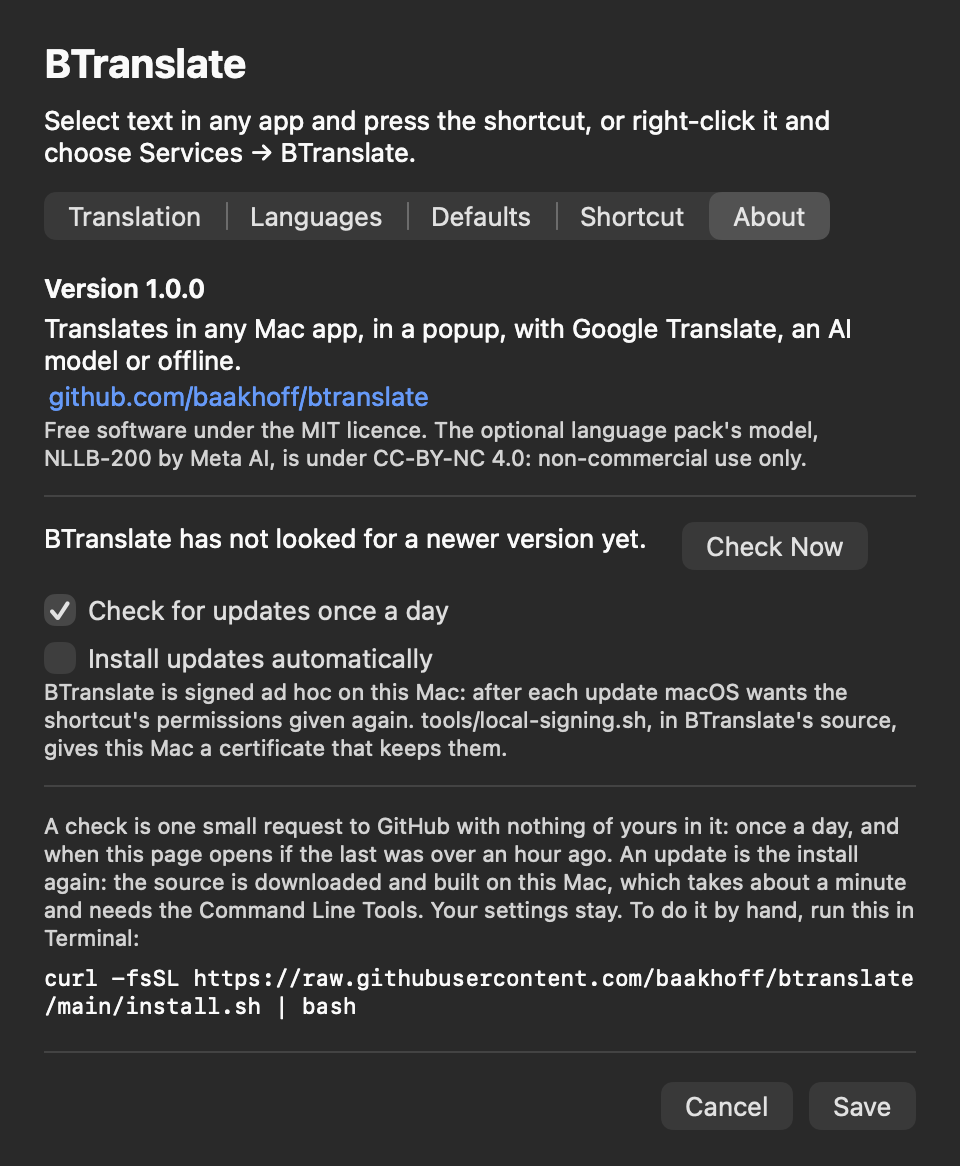 BTranslate
Select text in any app and press the shortcut, or right-click it and
choose Services → BTranslate.
Translation | Languages | Defaults | Shortcut About
Version 1.0.0
Translates in any Mac app, in a popup, with Google Translate, an AI
model or offline.
github.com/baakhoff/btranslate
Free software under the MIT licence. The optional language pack's model,
NLLB-200 by Meta AI, is under CC-BY-NC 4.0: non-commercial use only.
BTranslate has not looked for a newer version yet. Check Now
Check for updates once a day
Install updates automatically
BTranslate is signed ad hoc on this Mac: after each update macOS wants the
shortcut's permissions given again. tools/local-signing.sh, in BTranslate's source,
gives this Mac a certificate that keeps them.
A check is one small request to GitHub with nothing of yours in it: once a day, and
when this page opens if the last was over an hour ago. An update is the install
again: the source is downloaded and built on this Mac, which takes about a minute
and needs the Command Line Tools. Your settings stay. To do it by hand, run this in
Terminal:
curl -fsSL https://raw.githubusercontent.com/baakhoff/btranslate
/main/install.sh | bash
Cancel Save